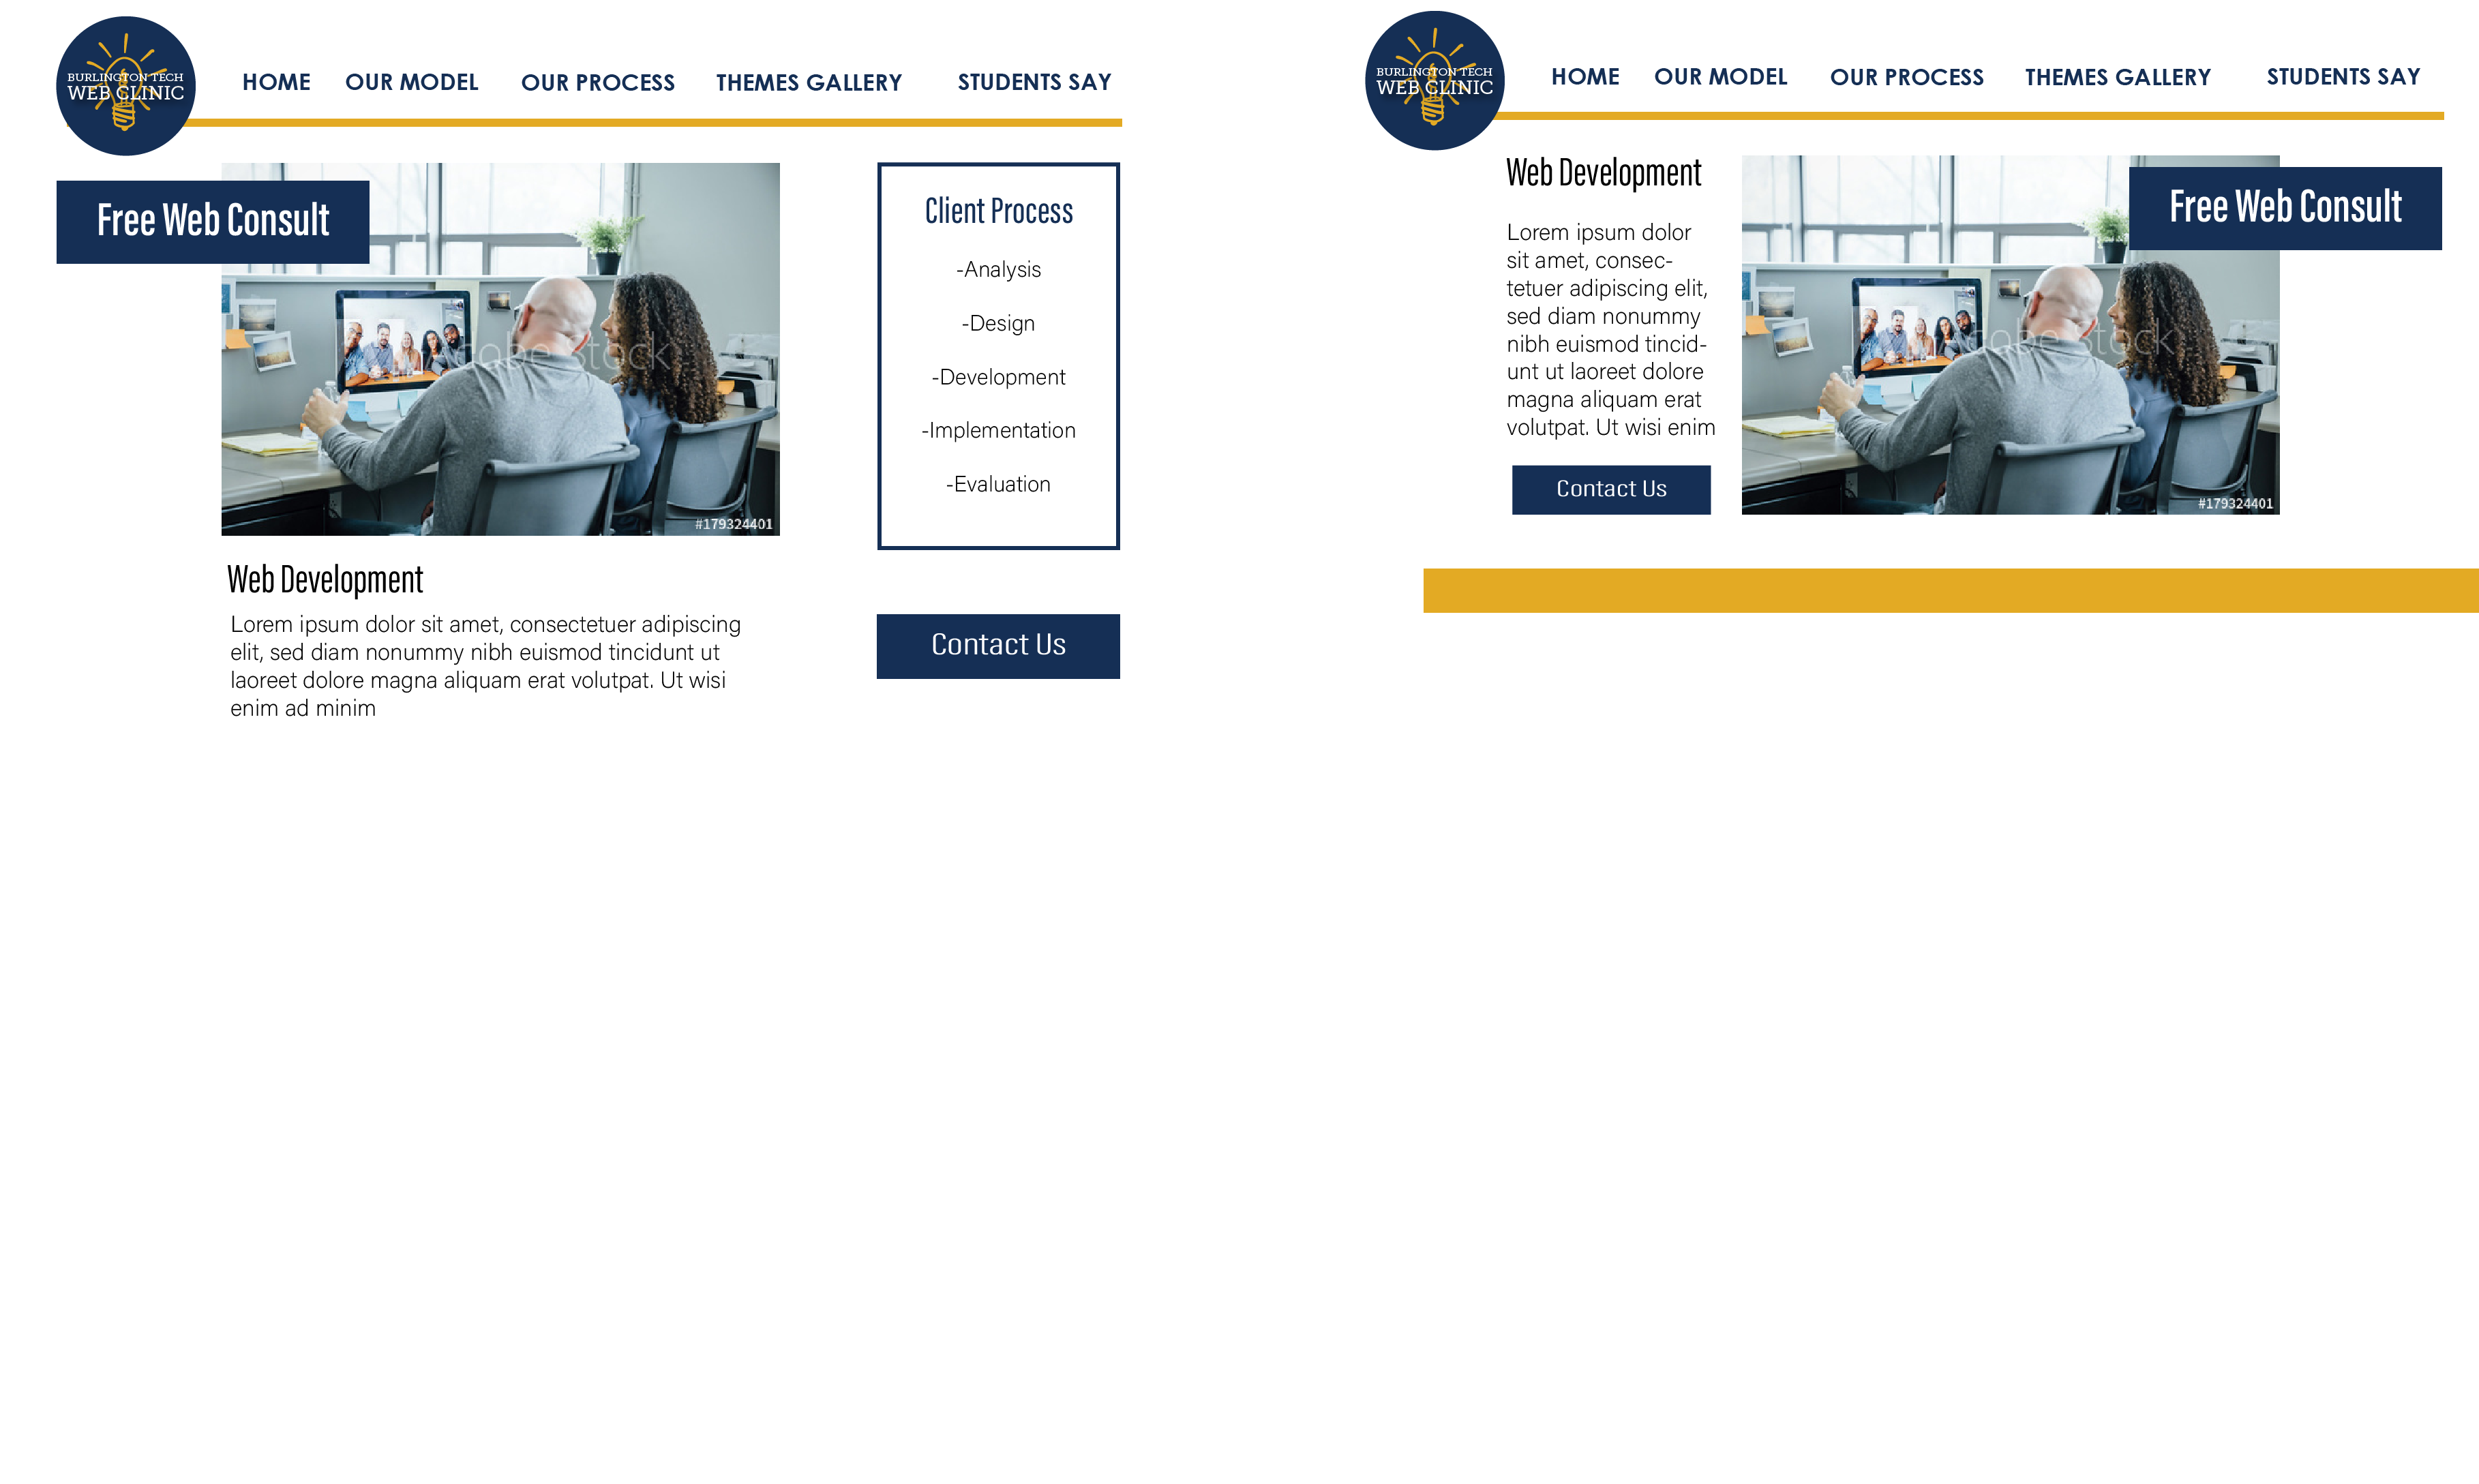 BURLINGTON TECH
WEB CLINIC
HOME OUR MODEL OUR PROCESS THEMES GALLERY STUDENTS SAY
Free Web Consult
Adobe Stock
#179324401
Client Process
-Analysis
-Design
-Development
-Implementation
-Evaluation
Web Development
Lorem ipsum dolor sit amet, consectetuer adipiscing
elit, sed diam nonummy nibh euismod tincidunt ut
laoreet dolore magna aliquam erat volutpat. Ut wisi
enim ad minim
Contact Us
BURLINGTON TECH
WEB CLINIC
HOME OUR MODEL OUR PROCESS THEMES GALLERY STUDENTS SAY
Web Development
Lorem ipsum dolor
sit amet, consec-
tetuer adipiscing elit,
sed diam nonummy
nibh euismod tincid-
unt ut laoreet dolore
magna aliquam erat
volutpat. Ut wisi enim
Contact Us
Free Web Consult
Adobe Stock
#179324401